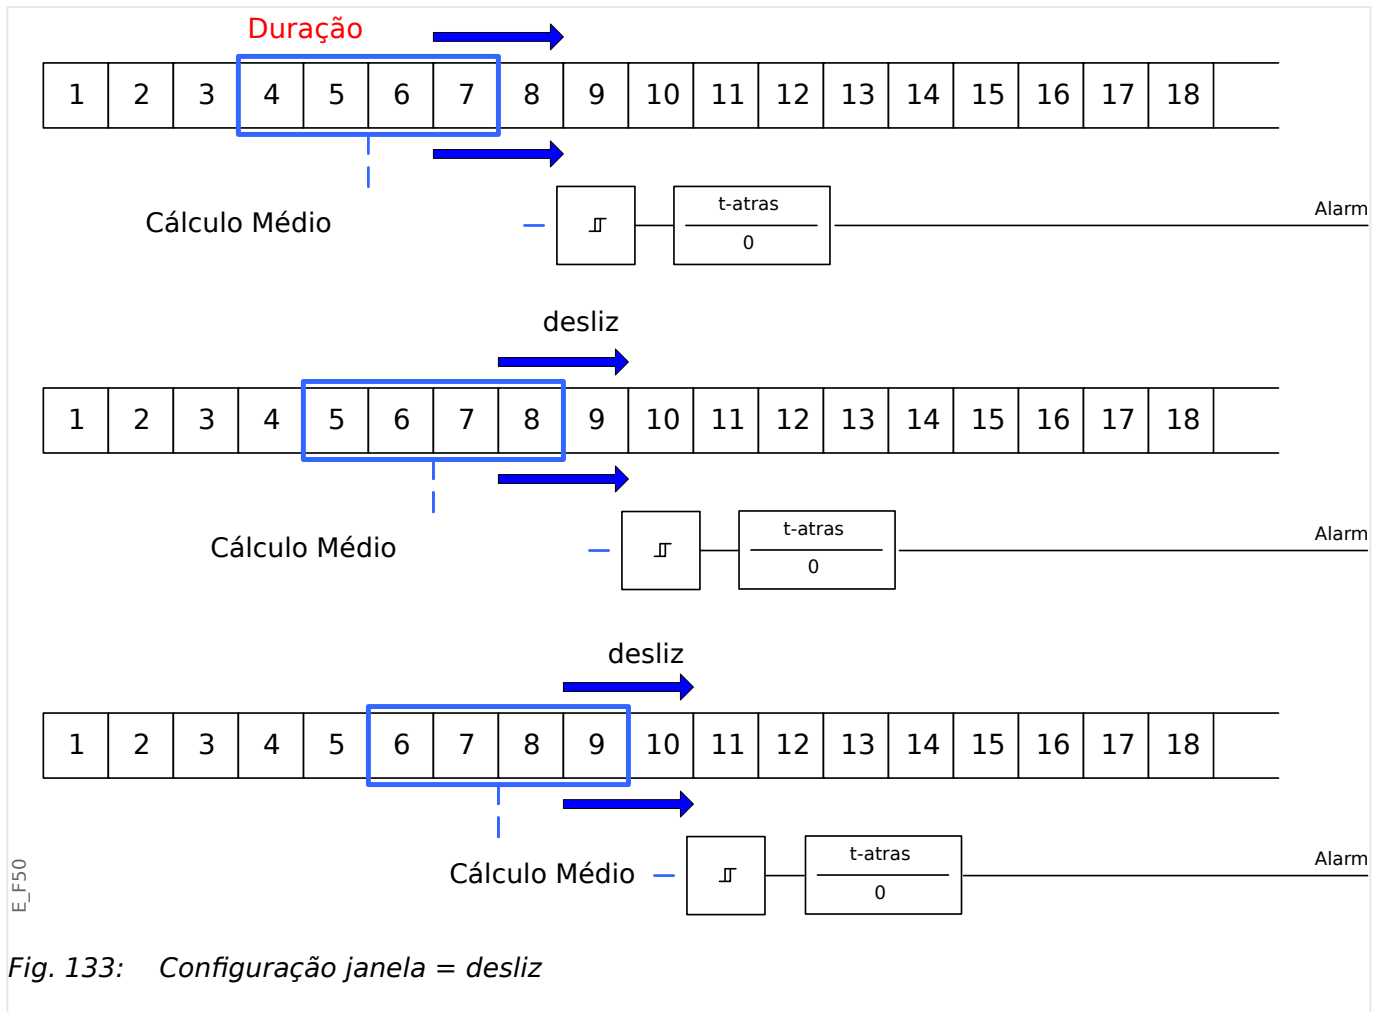 Duração
1 2 3 4 5 6 7 8 9 10 11 12 13 14 15 16 17 18
t-atras
Alarm
Cálculo Médio
0
desliz
1 2 3 4 5 6 7 8 9 10 11 12 13 14 15 16 17 18
t-atras
Alarm
Cálculo Médio
0
desliz
1 2 3 4 5 6 7 8 9 10 11 12 13 14 15 16 17 18
t-atras
Alarm
Cálculo Médio
0
E_F50
Fig. 133: Configuração janela = desliz